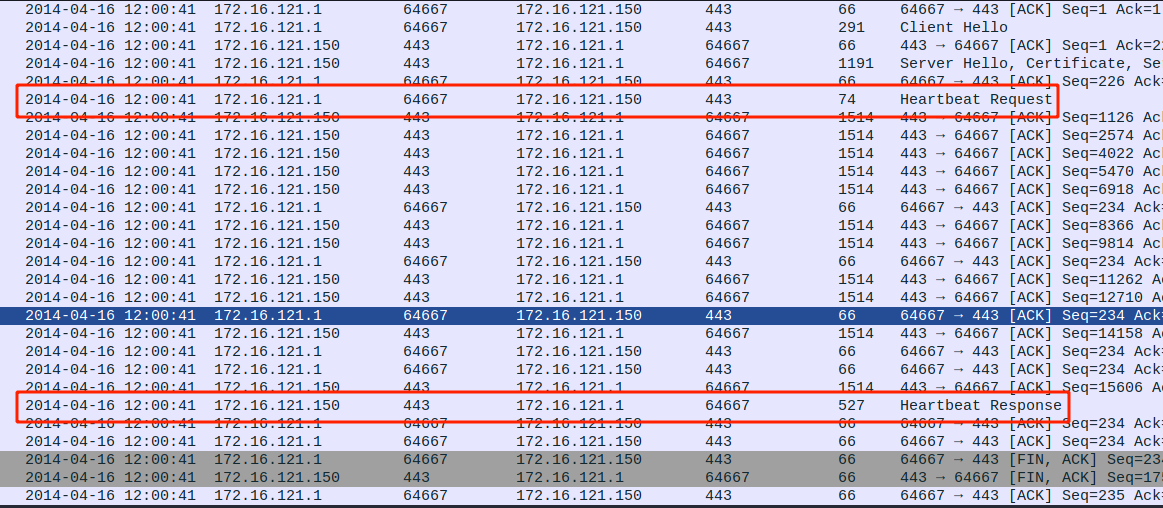 2014-04-16 12:00:41 172.16.121.1 64667 172.16.121.150 443 66 64667 → 443 [ACK] Seq=1 Ack=1
2014-04-16 12:00:41 172.16.121.1 64667 172.16.121.150 443 291 Client Hello
2014-04-16 12:00:41 172.16.121.150 443 172.16.121.1 64667 66 443 → 64667 [ACK] Seq=1 Ack=22
2014-04-16 12:00:41 172.16.121.150 443 172.16.121.1 64667 1191 Server Hello, Certificate, Se
2014-04-16 12:00:41 172.16.121.1 64667 172.16.121.150 443 66 64667 → 443 [ACK] Seq=226 Ack=
2014-04-16 12:00:41 172.16.121.1 64667 172.16.121.150 443 74 Heartbeat Request
2014-04-16 12:00:41 172.16.121.150 443 172.16.121.1 64667 1514 443 → 64667 [ACK] Seq=1126 Ac
2014-04-16 12:00:41 172.16.121.150 443 172.16.121.1 64667 1514 443 → 64667 [ACK] Seq=2574 Ac
2014-04-16 12:00:41 172.16.121.150 443 172.16.121.1 64667 1514 443 → 64667 [ACK] Seq=4022 Ac
2014-04-16 12:00:41 172.16.121.150 443 172.16.121.1 64667 1514 443 → 64667 [ACK] Seq=5470 Ac
2014-04-16 12:00:41 172.16.121.150 443 172.16.121.1 64667 1514 443 → 64667 [ACK] Seq=6918 Ac
2014-04-16 12:00:41 172.16.121.1 64667 172.16.121.150 443 66 64667 → 443 [ACK] Seq=234 Ack=
2014-04-16 12:00:41 172.16.121.150 443 172.16.121.1 64667 1514 443 → 64667 [ACK] Seq=8366 Ac
2014-04-16 12:00:41 172.16.121.150 443 172.16.121.1 64667 1514 443 → 64667 [ACK] Seq=9814 Ac
2014-04-16 12:00:41 172.16.121.1 64667 172.16.121.150 443 66 64667 → 443 [ACK] Seq=234 Ack=
2014-04-16 12:00:41 172.16.121.150 443 172.16.121.1 64667 1514 443 → 64667 [ACK] Seq=11262 A
2014-04-16 12:00:41 172.16.121.150 443 172.16.121.1 64667 1514 443 → 64667 [ACK] Seq=12710 A
2014-04-16 12:00:41 172.16.121.1 64667 172.16.121.150 443 66 64667 → 443 [ACK] Seq=234 Ack=
2014-04-16 12:00:41 172.16.121.150 443 172.16.121.1 64667 1514 443 → 64667 [ACK] Seq=14158 A
2014-04-16 12:00:41 172.16.121.1 64667 172.16.121.150 443 66 64667 → 443 [ACK] Seq=234 Ack=
2014-04-16 12:00:41 172.16.121.1 64667 172.16.121.150 443 66 64667 → 443 [ACK] Seq=234 Ack=
2014-04-16 12:00:41 172.16.121.150 443 172.16.121.1 64667 1514 443 → 64667 [ACK] Seq=15606 A
2014-04-16 12:00:41 172.16.121.150 443 172.16.121.1 64667 527 Heartbeat Response
2014-04-16 12:00:41 172.16.121.1 64667 172.16.121.150 443 66 64667 → 443 [ACK] Seq=234 Ack=
2014-04-16 12:00:41 172.16.121.1 64667 172.16.121.150 443 66 64667 → 443 [ACK] Seq=234 Ack=
2014-04-16 12:00:41 172.16.121.1 64667 172.16.121.150 443 66 64667 → 443 [FIN, ACK] Seq=234
2014-04-16 12:00:41 172.16.121.150 443 172.16.121.1 64667 66 443 → 64667 [FIN, ACK] Seq=175
2014-04-16 12:00:41 172.16.121.1 64667 172.16.121.150 443 66 64667 → 443 [ACK] Seq=235 Ack=